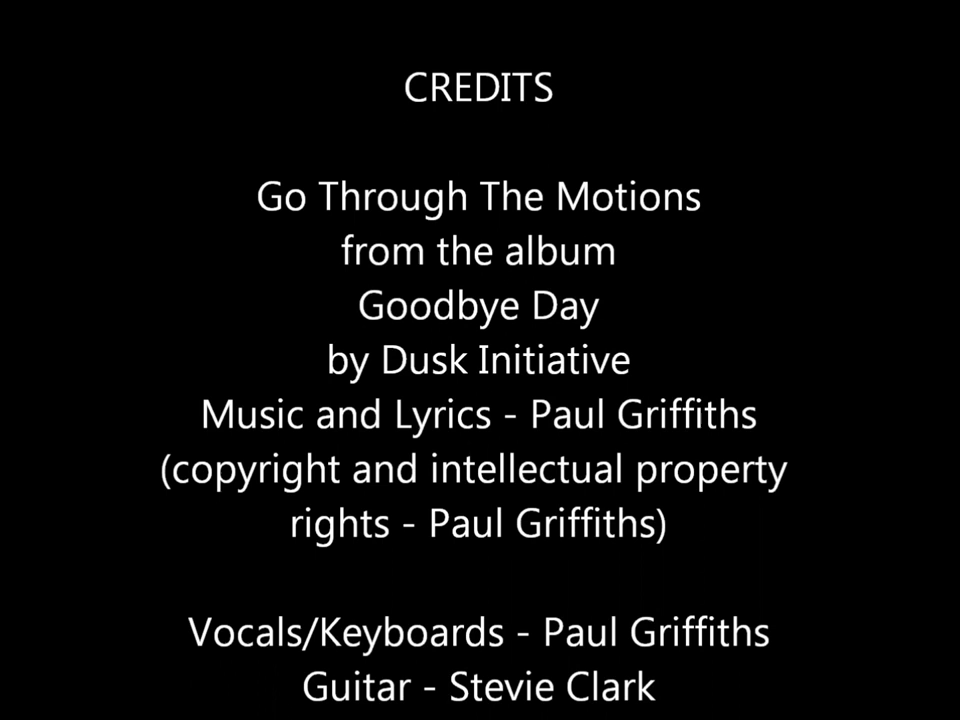 CREDITS
Go Through The Motions
from the album
Goodbye Day
by Dusk Initiative
Music and Lyrics - Paul Griffiths
(copyright and intellectual property
rights - Paul Griffiths)
Vocals/Keyboards - Paul Griffiths
Guitar - Stevie Clark